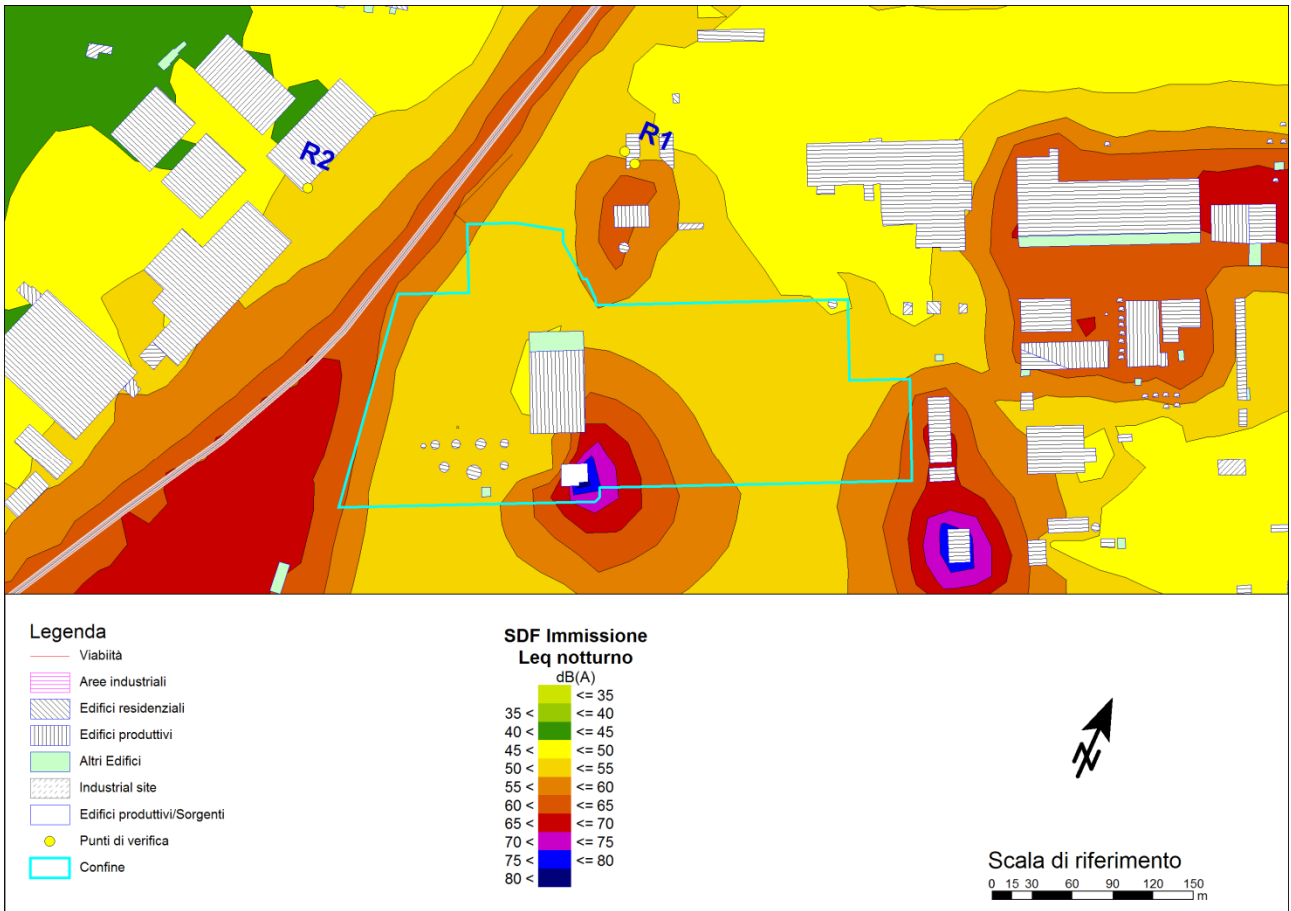 R1
R2
Legenda
Viabiità
Aree industriali
Edifici residenziali
Edifici produttivi
Altri Edifici
Industrial site
Edifici produttivi/Sorgenti
Punti di verifica
Confine
SDF Immissione
Leq notturno
dB(A)
<= 35
35 < <= 40
40 < <= 45
45 < <= 50
50 < <= 55
55 < <= 60
60 < <= 65
65 < <= 70
70 < <= 75
75 < <= 80
80 <
N
Scala di riferimento
0 15 30 60 90 120 150
m